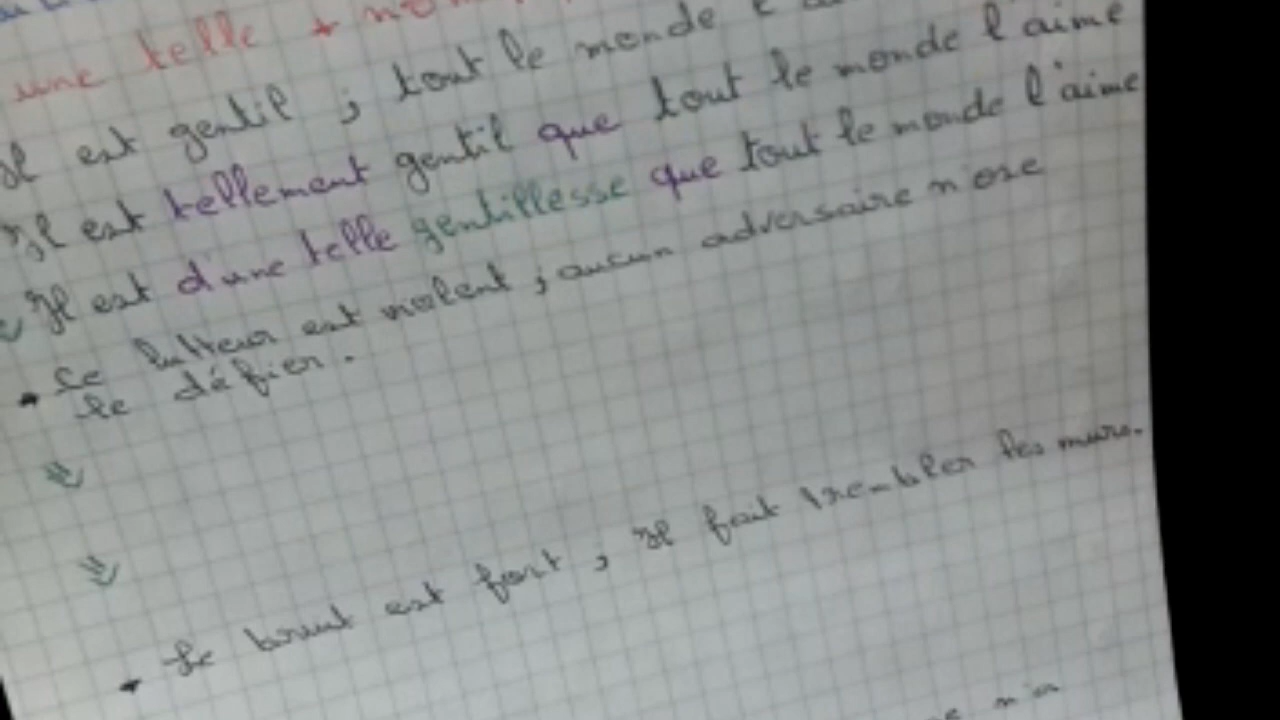 une telle + nom
Il est gentil ; tout le monde l'
Il est tellement gentil que tout le monde l'aime
Il est d'une telle gentillesse que tout le monde l'aime
• Ce lutteur est violent ; aucun adversaire n'ose
le défier.
• Le bruit est fort ; il fait trembler les murs.